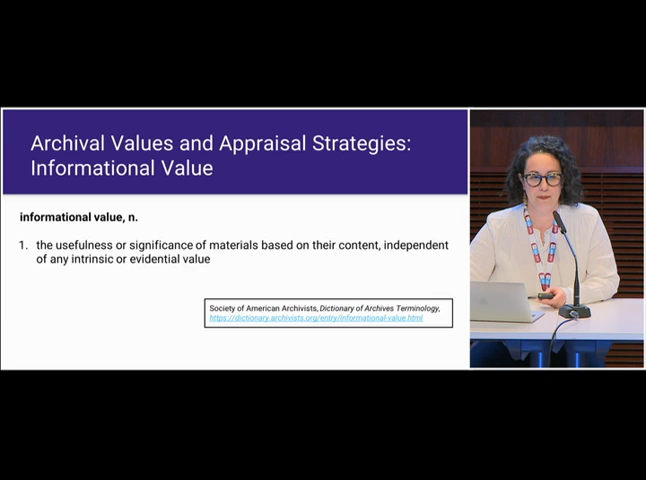 Archival Values and Appraisal Strategies:
Informational Value
informational value, n.
1. the usefulness or significance of materials based on their content, independent
of any intrinsic or evidential value
Society of American Archivists, Dictionary of Archives Terminology,
https://dictionary.archivists.org/entry/informational-value.html